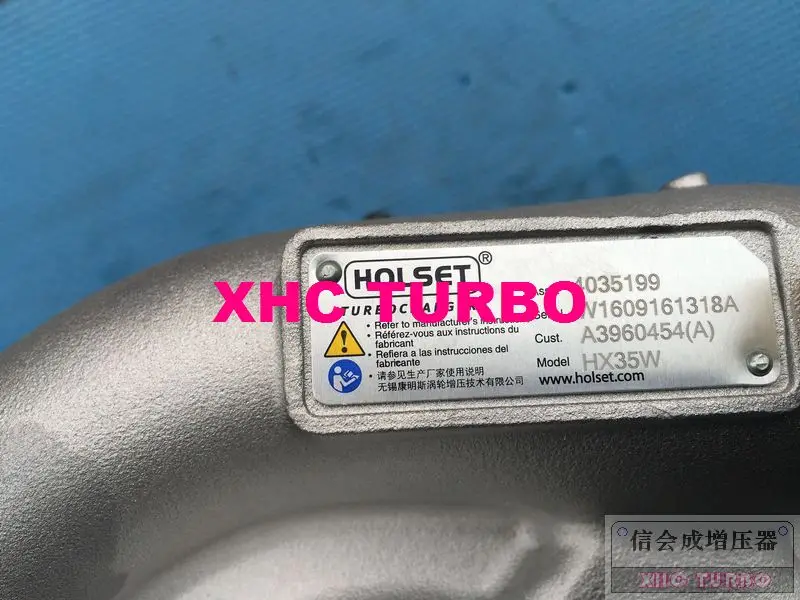 HOLSET®
XHC TURBO
• Refer to manufacturer's
• Référez-vous aux instructions du
fabricant
• Refiera a las instrucciones del
fabricante
• 请参见生产厂家使用说明
无锡康明斯涡轮增压技术有限公司
4035199
W1609161318A
Cust. A3960454(A)
Model HX35W
www.holset.com
信会成增压器
XHC TURBO